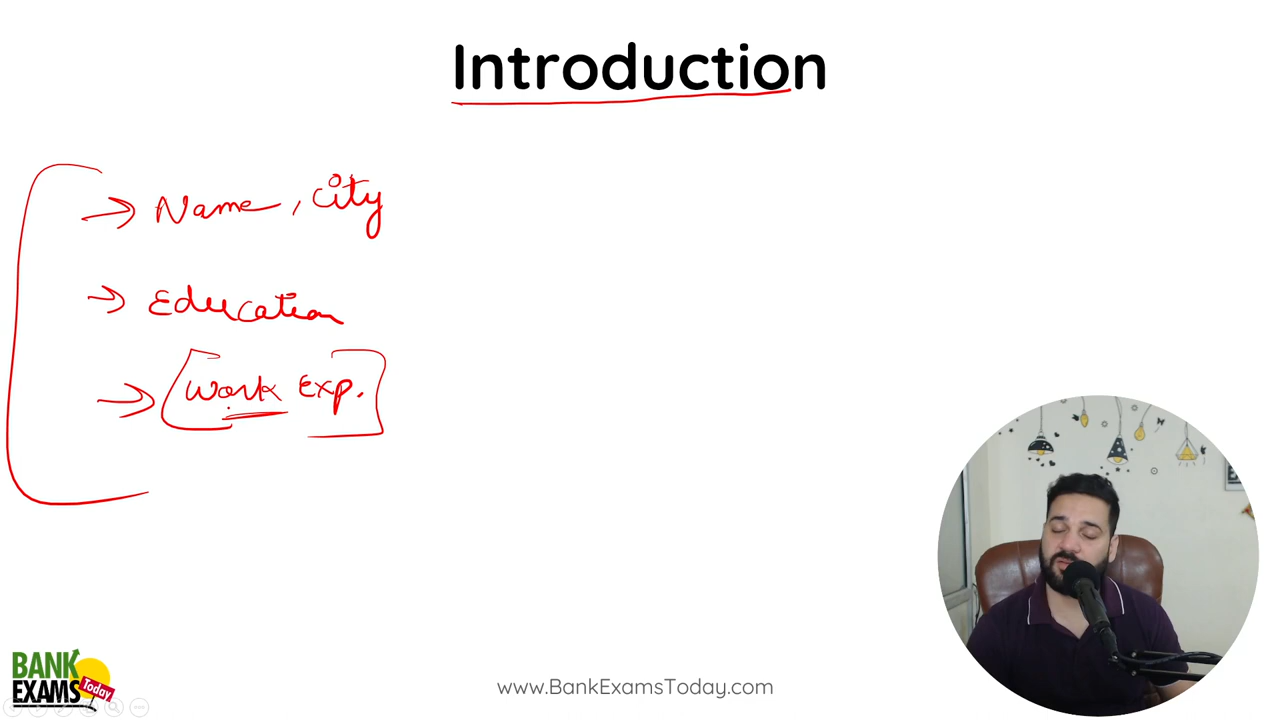 Introduction
→ Name, City
→ Education
→ Work Exp.
BANK
EXAMS
Today
www.BankExamsToday.com